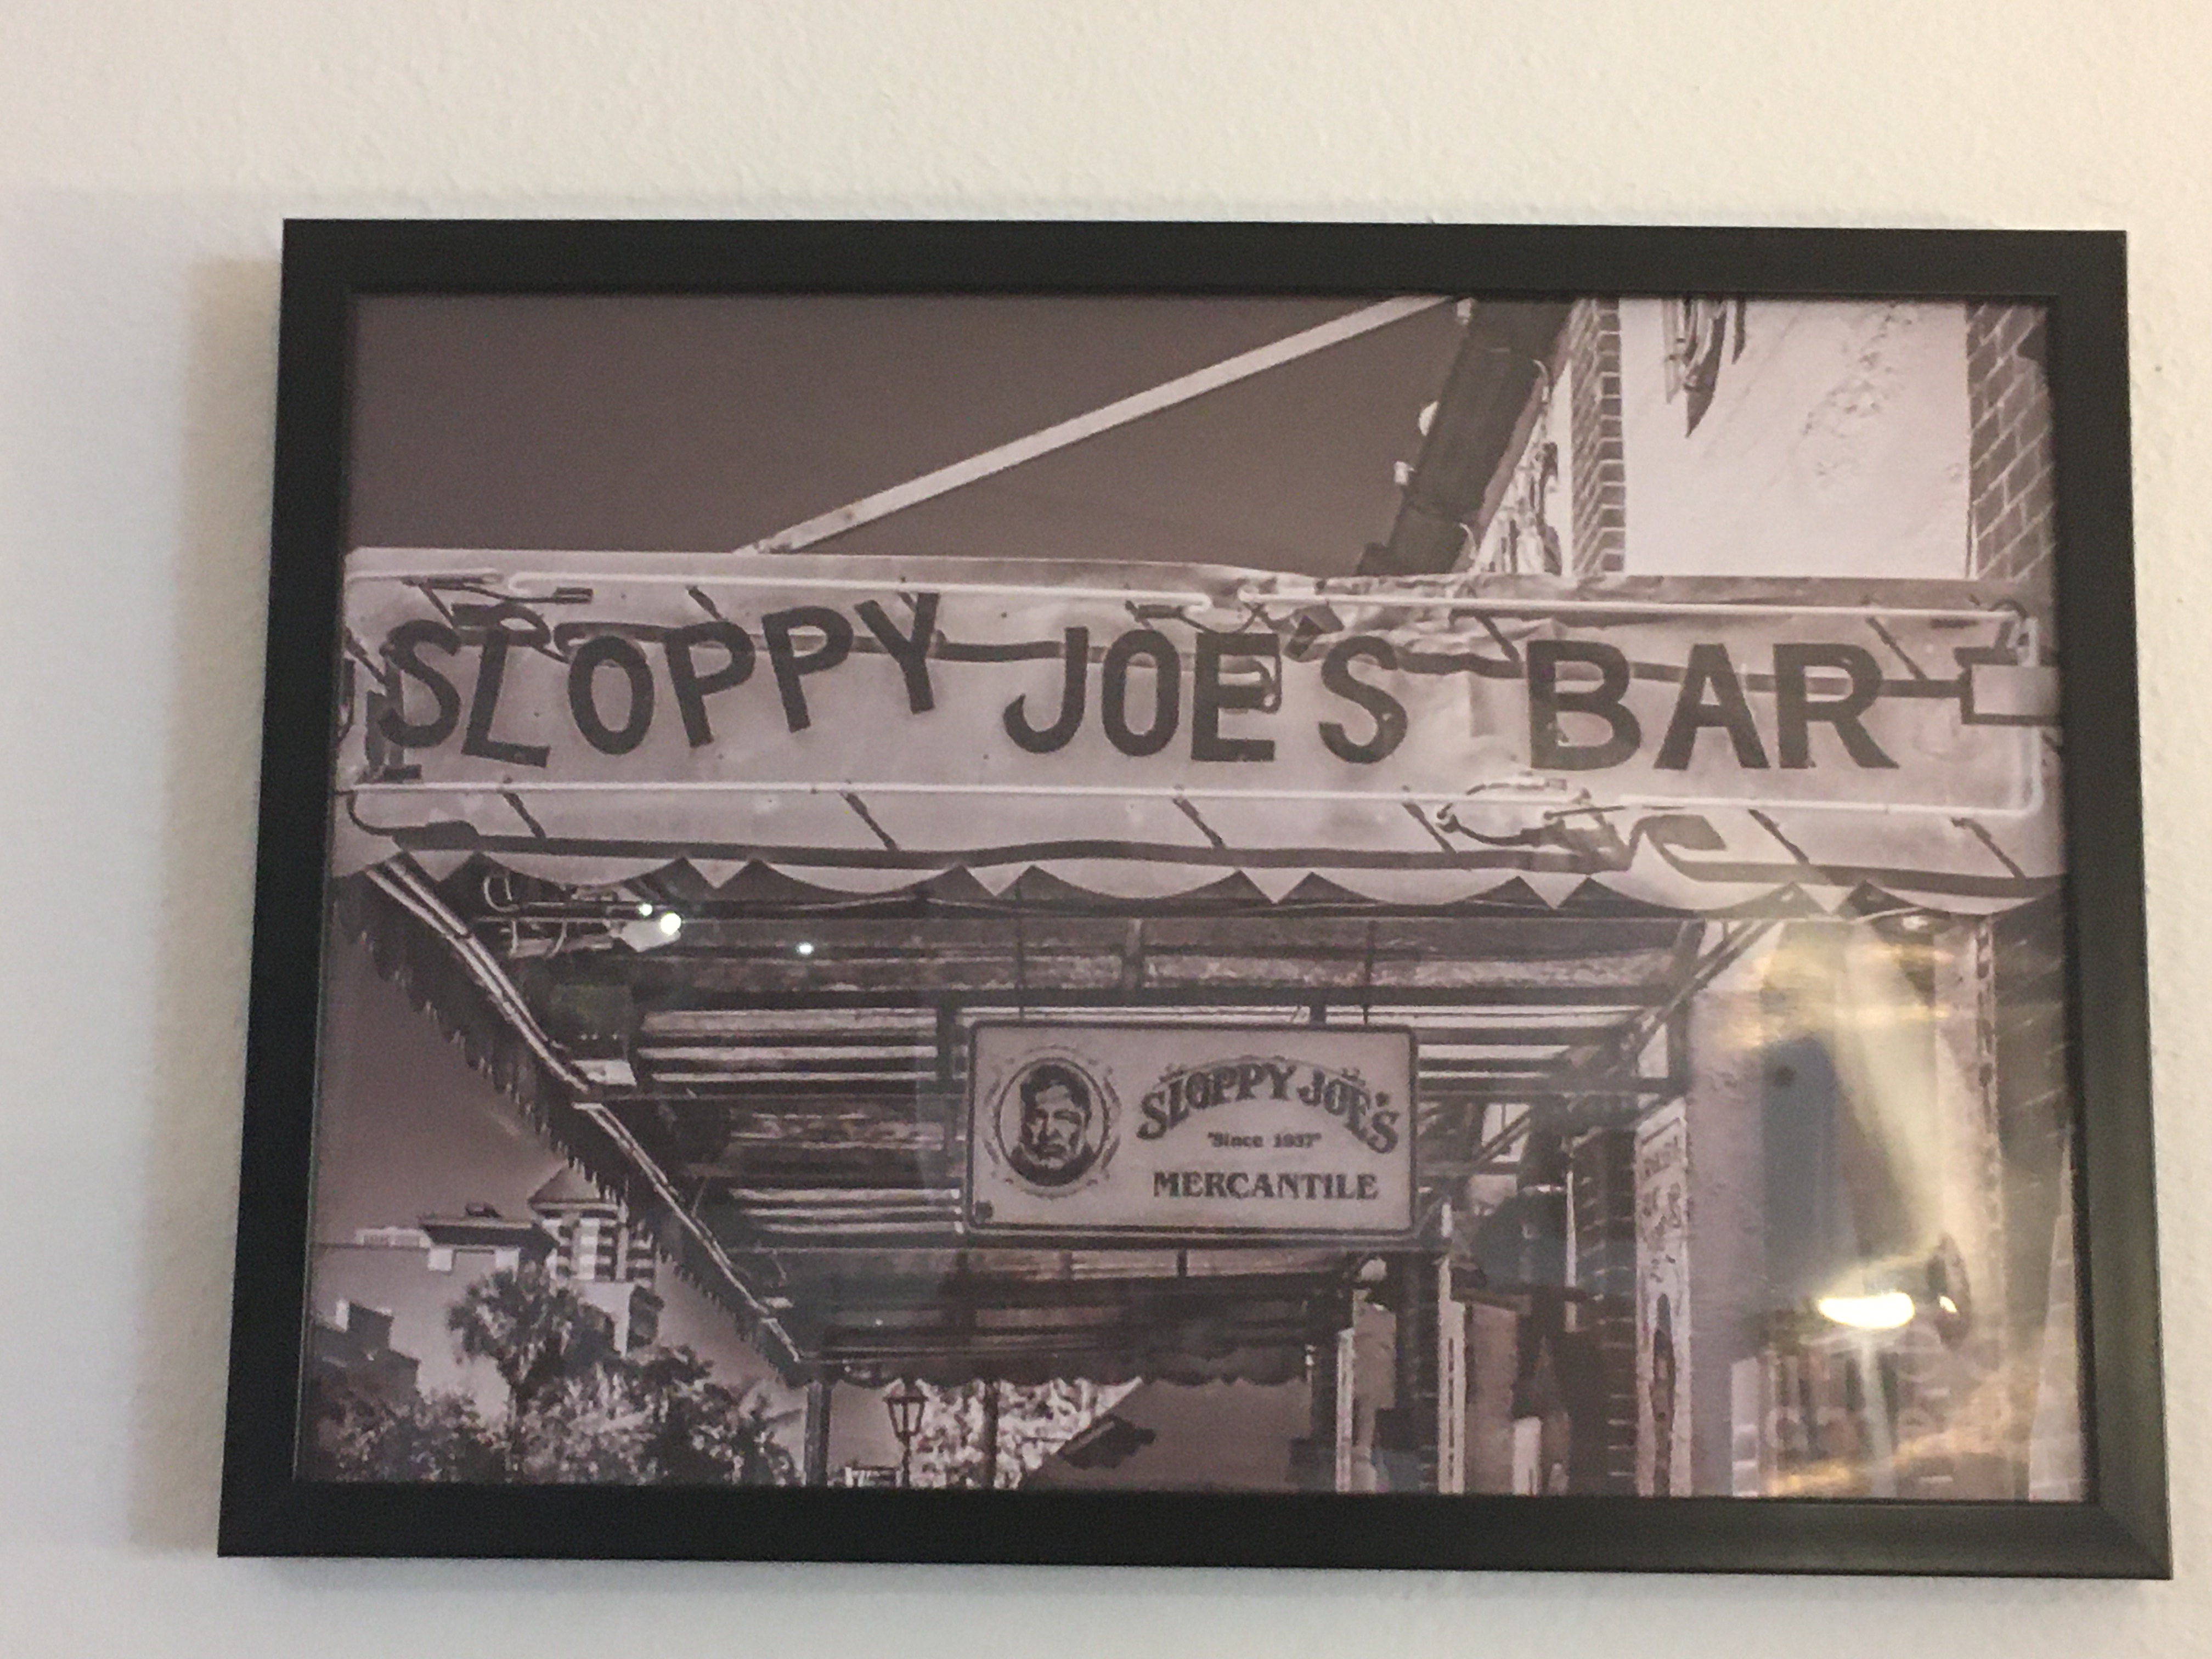 SLOPPY JOE'S BAR
SLOPPY JOE'S
"Since 1937"
MERCANTILE